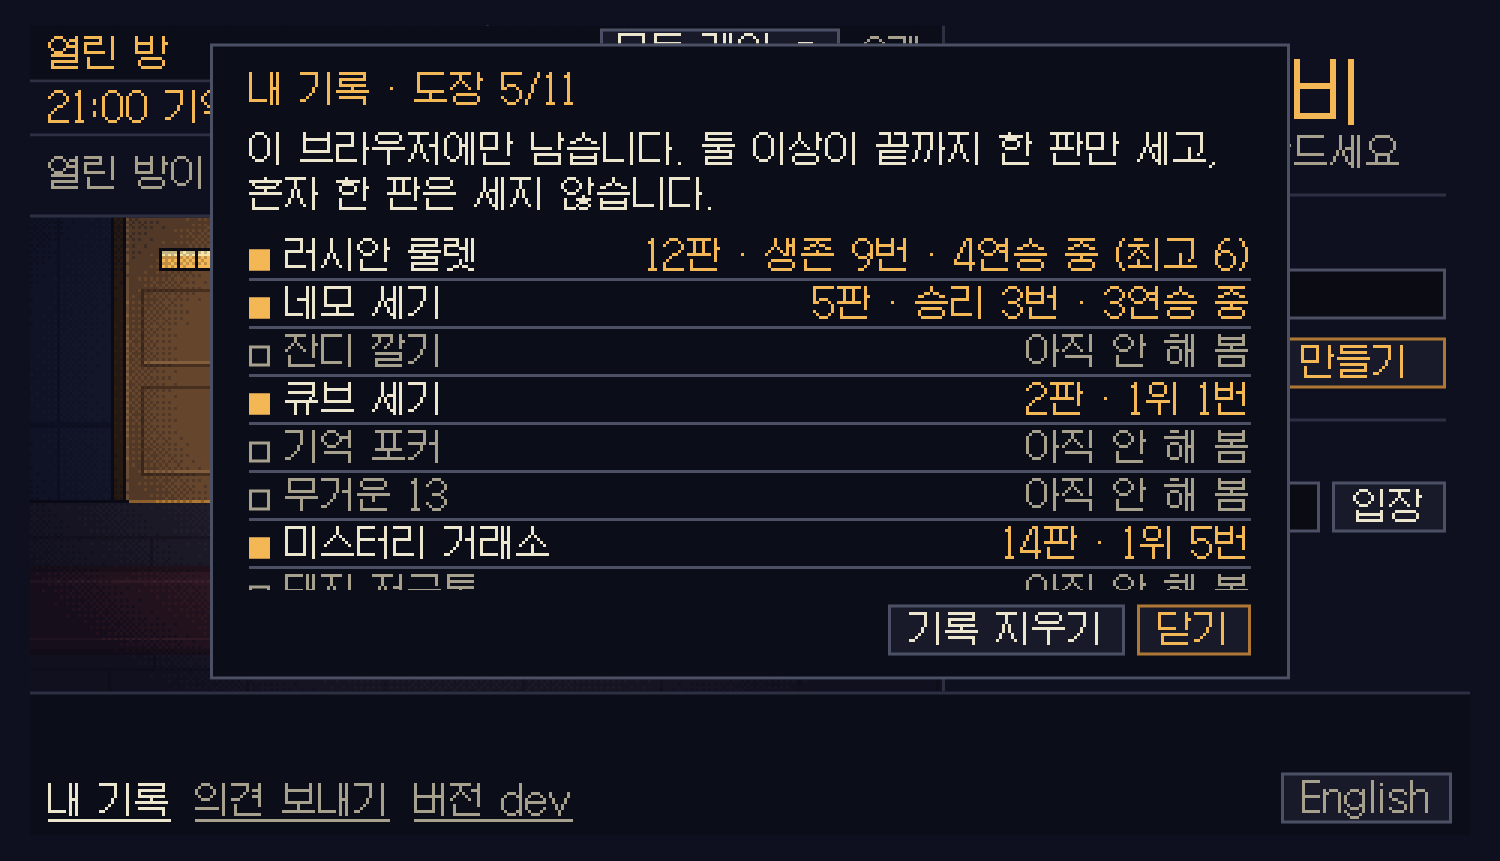 열린 방
21:00
열린 방이
비
드세요
내 기록 · 도장 5/11
이 브라우저에만 남습니다. 둘 이상이 끝까지 한 판만 세고,
혼자 한 판은 세지 않습니다.
러시안 룰렛 12판 · 생존 9번 · 4연승 중 (최고 6)
네모 세기 5판 · 승리 3번 · 3연승 중
잔디 깔기 아직 안 해 봄
큐브 세기 2판 · 1위 1번
기억 포커 아직 안 해 봄
무거운 13 아직 안 해 봄
미스터리 거래소 14판 · 1위 5번
아직 안 해 봄
기록 지우기 닫기
만들기
입장
내 기록 의견 보내기 버전 dev
English